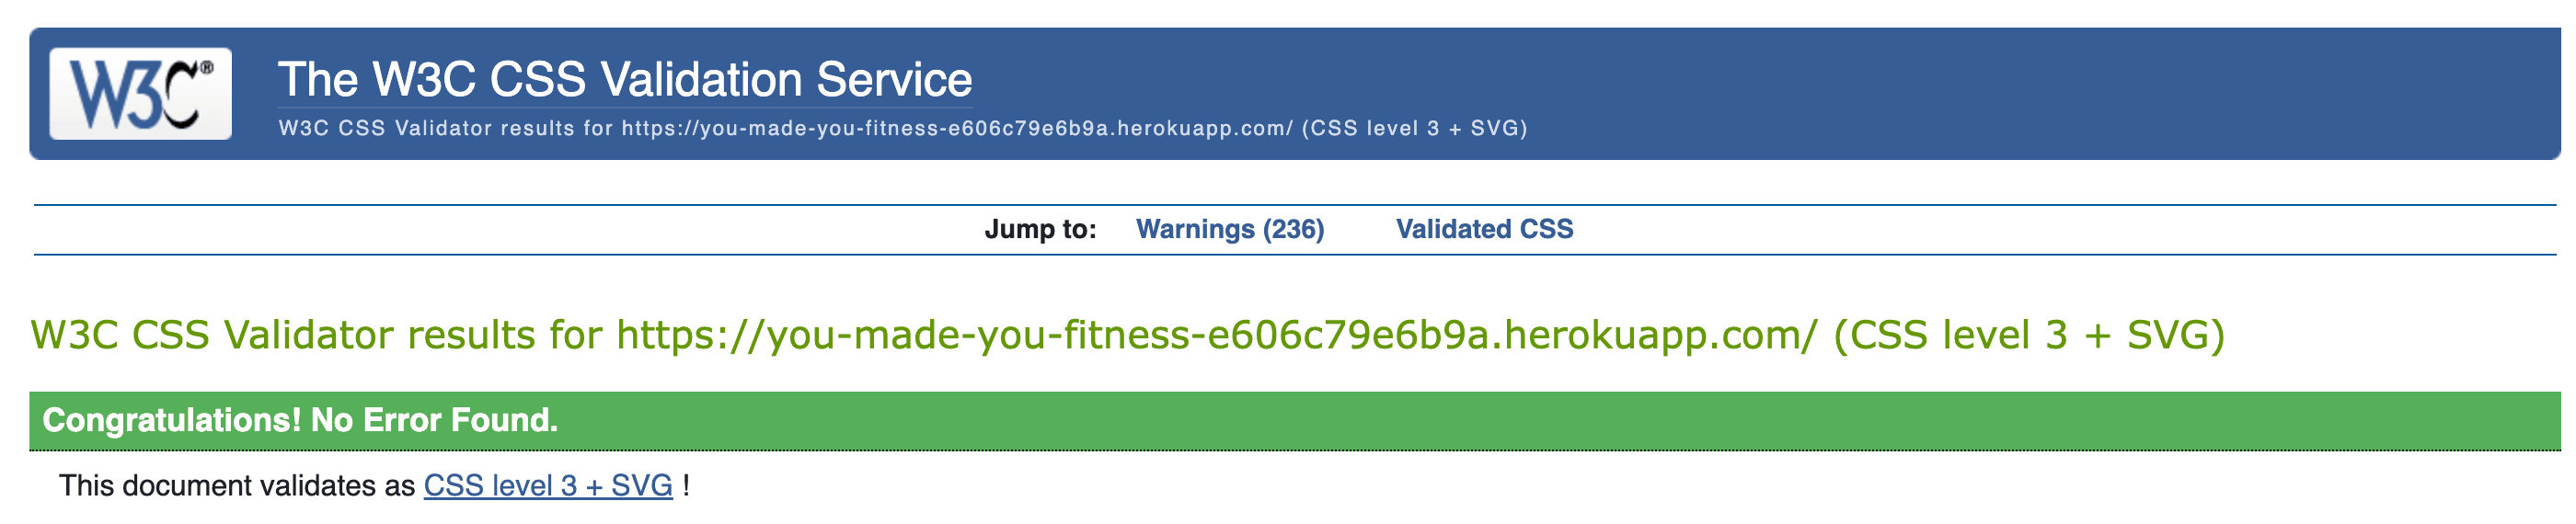 W3C®
The W3C CSS Validation Service
W3C CSS Validator results for https://you-made-you-fitness-e606c79e6b9a.herokuapp.com/ (CSS level 3 + SVG)
Jump to: Warnings (236) Validated CSS
W3C CSS Validator results for https://you-made-you-fitness-e606c79e6b9a.herokuapp.com/ (CSS level 3 + SVG)
Congratulations! No Error Found.
This document validates as CSS level 3 + SVG !